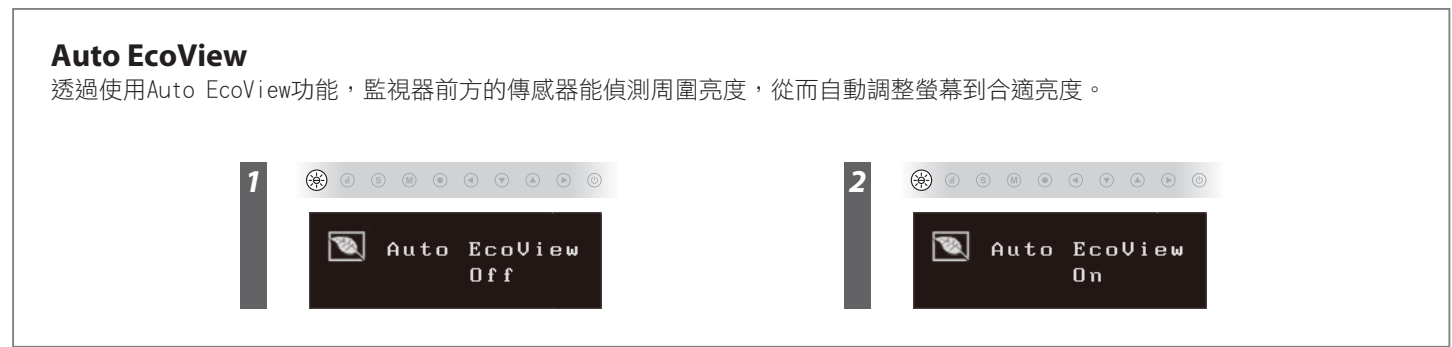 Auto EcoView
透過使用Auto EcoView功能，監視器前方的傳感器能偵測周圍亮度，從而自動調整螢幕到合適亮度。
1
S M
Auto EcoView
Off
2
S M
Auto EcoView
On